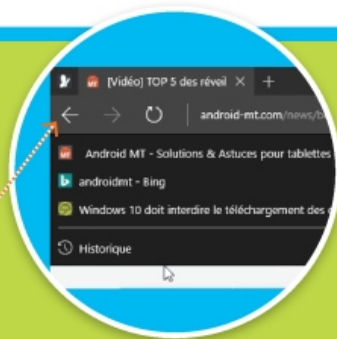 [Vidéo] TOP 5 des réveil
android-mt.com/news/
Android MT - Solutions & Astuces pour tablettes
androidmt - Bing
Windows 10 doit interdire le téléchargement des
Historique